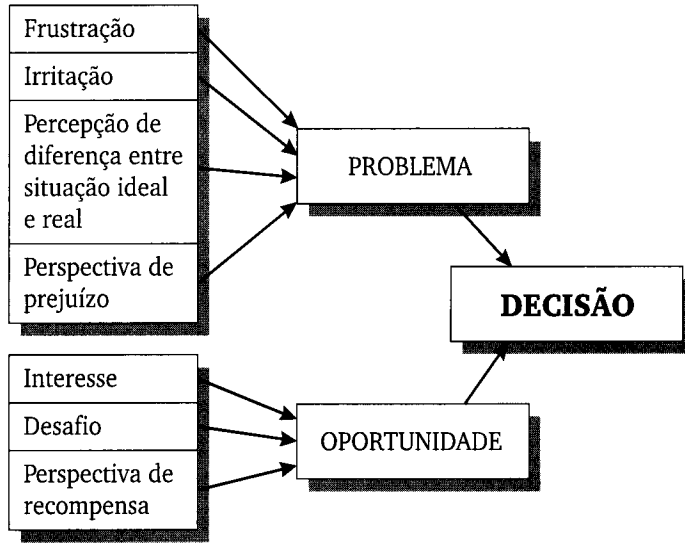 Frustração
Irritação
Percepção de
diferença entre
situação ideal
e real
Perspectiva de
prejuízo
PROBLEMA
DECISÃO
Interesse
Desafio
Perspectiva de
recompensa
OPORTUNIDADE